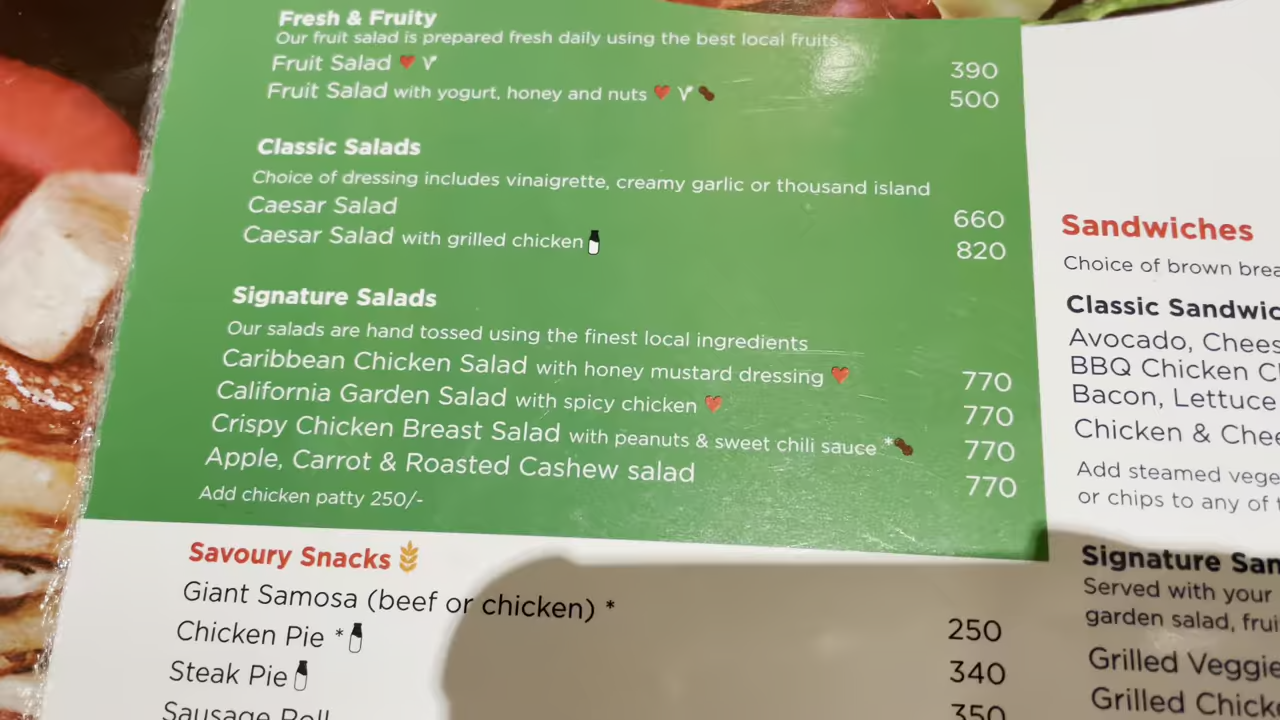 Fresh & Fruity
Our fruit salad is prepared fresh daily using the best local fruits
Fruit Salad 390
Fruit Salad with yogurt, honey and nuts 500
Classic Salads
Choice of dressing includes vinaigrette, creamy garlic or thousand island
Caesar Salad 660
Caesar Salad with grilled chicken 820
Signature Salads
Our salads are hand tossed using the finest local ingredients
Caribbean Chicken Salad with honey mustard dressing 770
California Garden Salad with spicy chicken 770
Crispy Chicken Breast Salad with peanuts & sweet chili sauce * 770
Apple, Carrot & Roasted Cashew salad 770
Add chicken patty 250/-
Savoury Snacks
Giant Samosa (beef or chicken) * 250
Chicken Pie * 340
Steak Pie 350
Sausage Roll
Sandwiches
Choice of brown
Classic
Avocado,
BBQ Chicken
Bacon, Lettuce
Chicken &
Add steamed
or chips to any of
Signature
Served with your
garden salad,
Grilled
Grilled